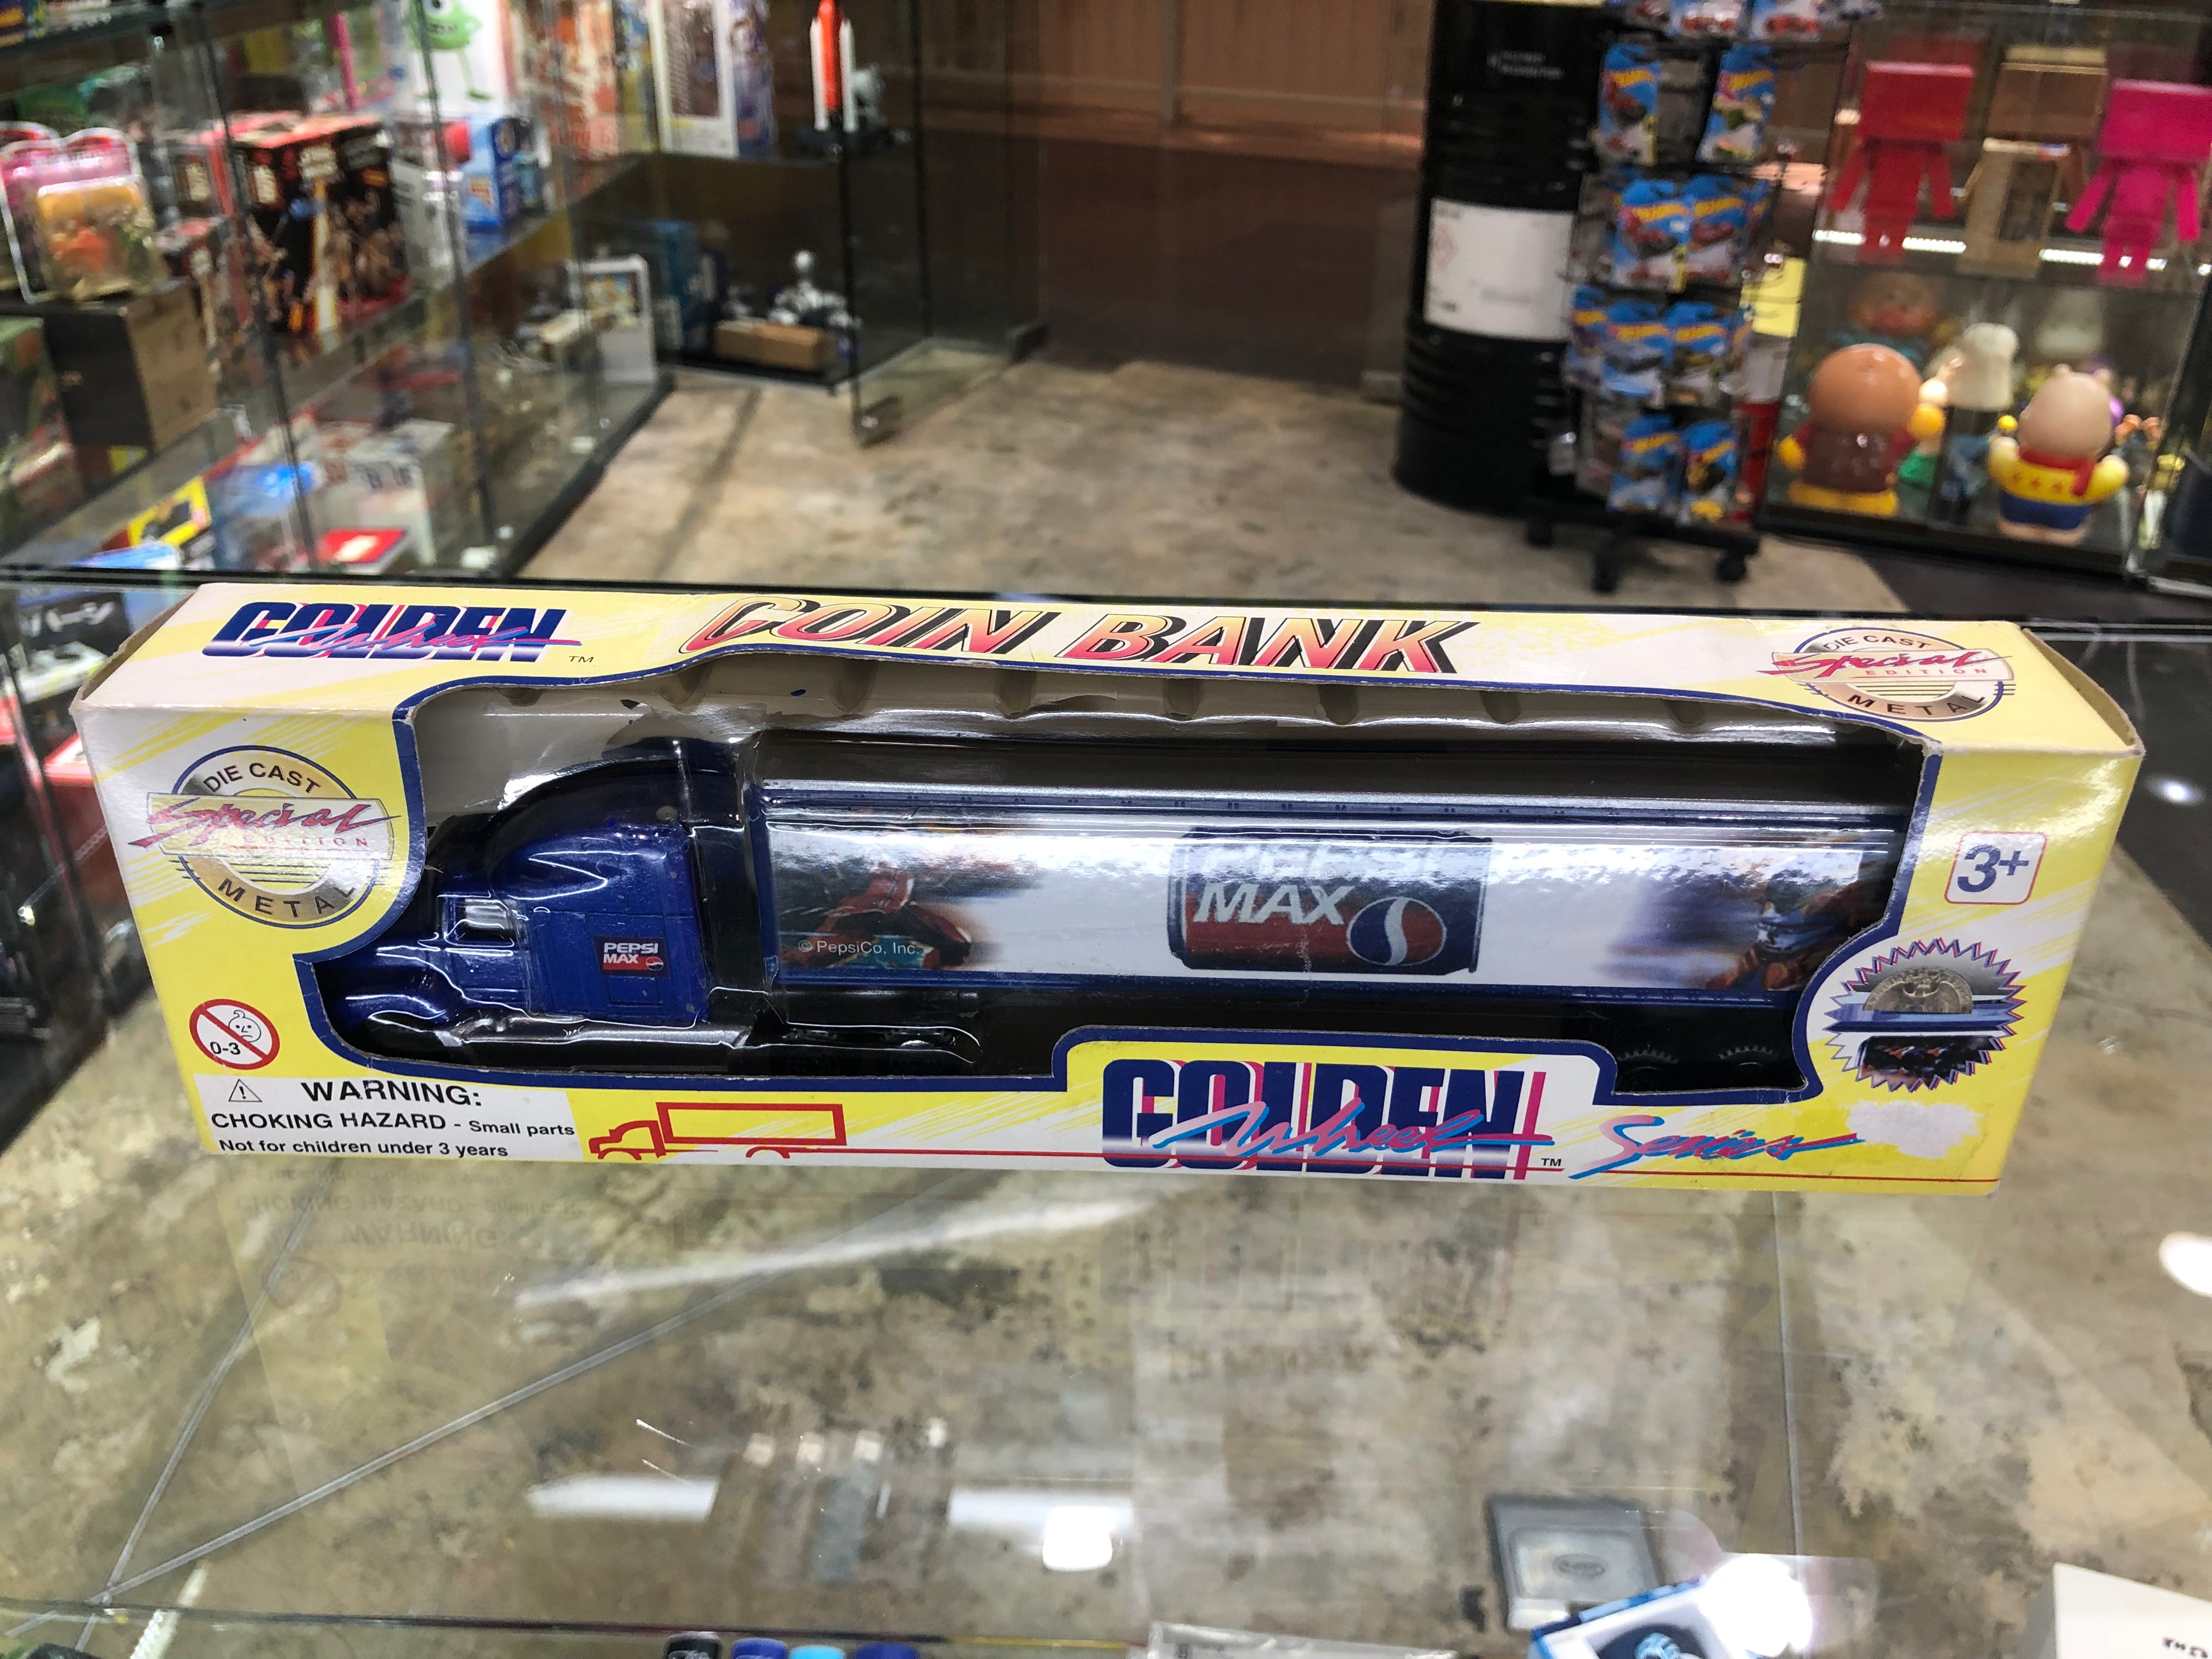 GOLDEN
Wheel
TM
COIN BANK
DIE CAST
Special
EDITION
METAL
DIE CAST
Special
EDITION
METAL
3+
PEPSI
MAX
PEPSI
MAX
© PepsiCo, Inc.
0-3
WARNING:
CHOKING HAZARD - Small parts
Not for children under 3 years
GOLDEN
Wheel
TM
Series